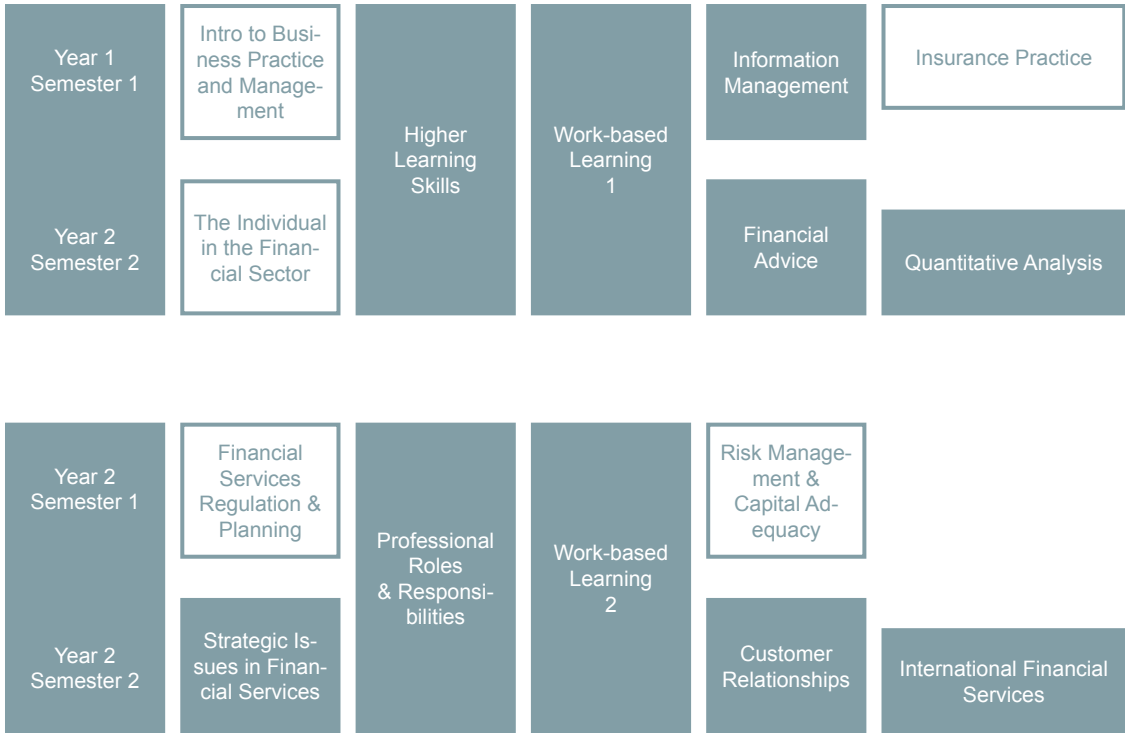 Year 1
Semester 1
Intro to Busi-
ness Practice
and Manage-
ment
Higher
Learning
Skills
Work-based
Learning
1
Information
Management
Insurance Practice
Year 2
Semester 2
The Individual
in the Finan-
cial Sector
Financial
Advice
Quantitative Analysis
Year 2
Semester 1
Financial
Services
Regulation &
Planning
Professional
Roles
& Responsi-
bilities
Work-based
Learning
2
Risk Manage-
ment &
Capital Ad-
equacy
Year 2
Semester 2
Strategic Is-
sues in Finan-
cial Services
Customer
Relationships
International Financial
Services